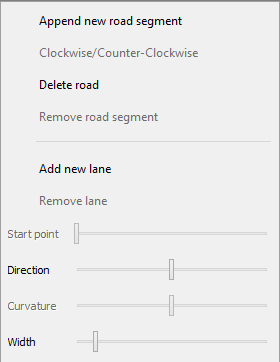 Append new road segment
Clockwise/Counter-Clockwise
Delete road
Remove road segment
Add new lane
Remove lane
Start point
Direction
Curvature
Width